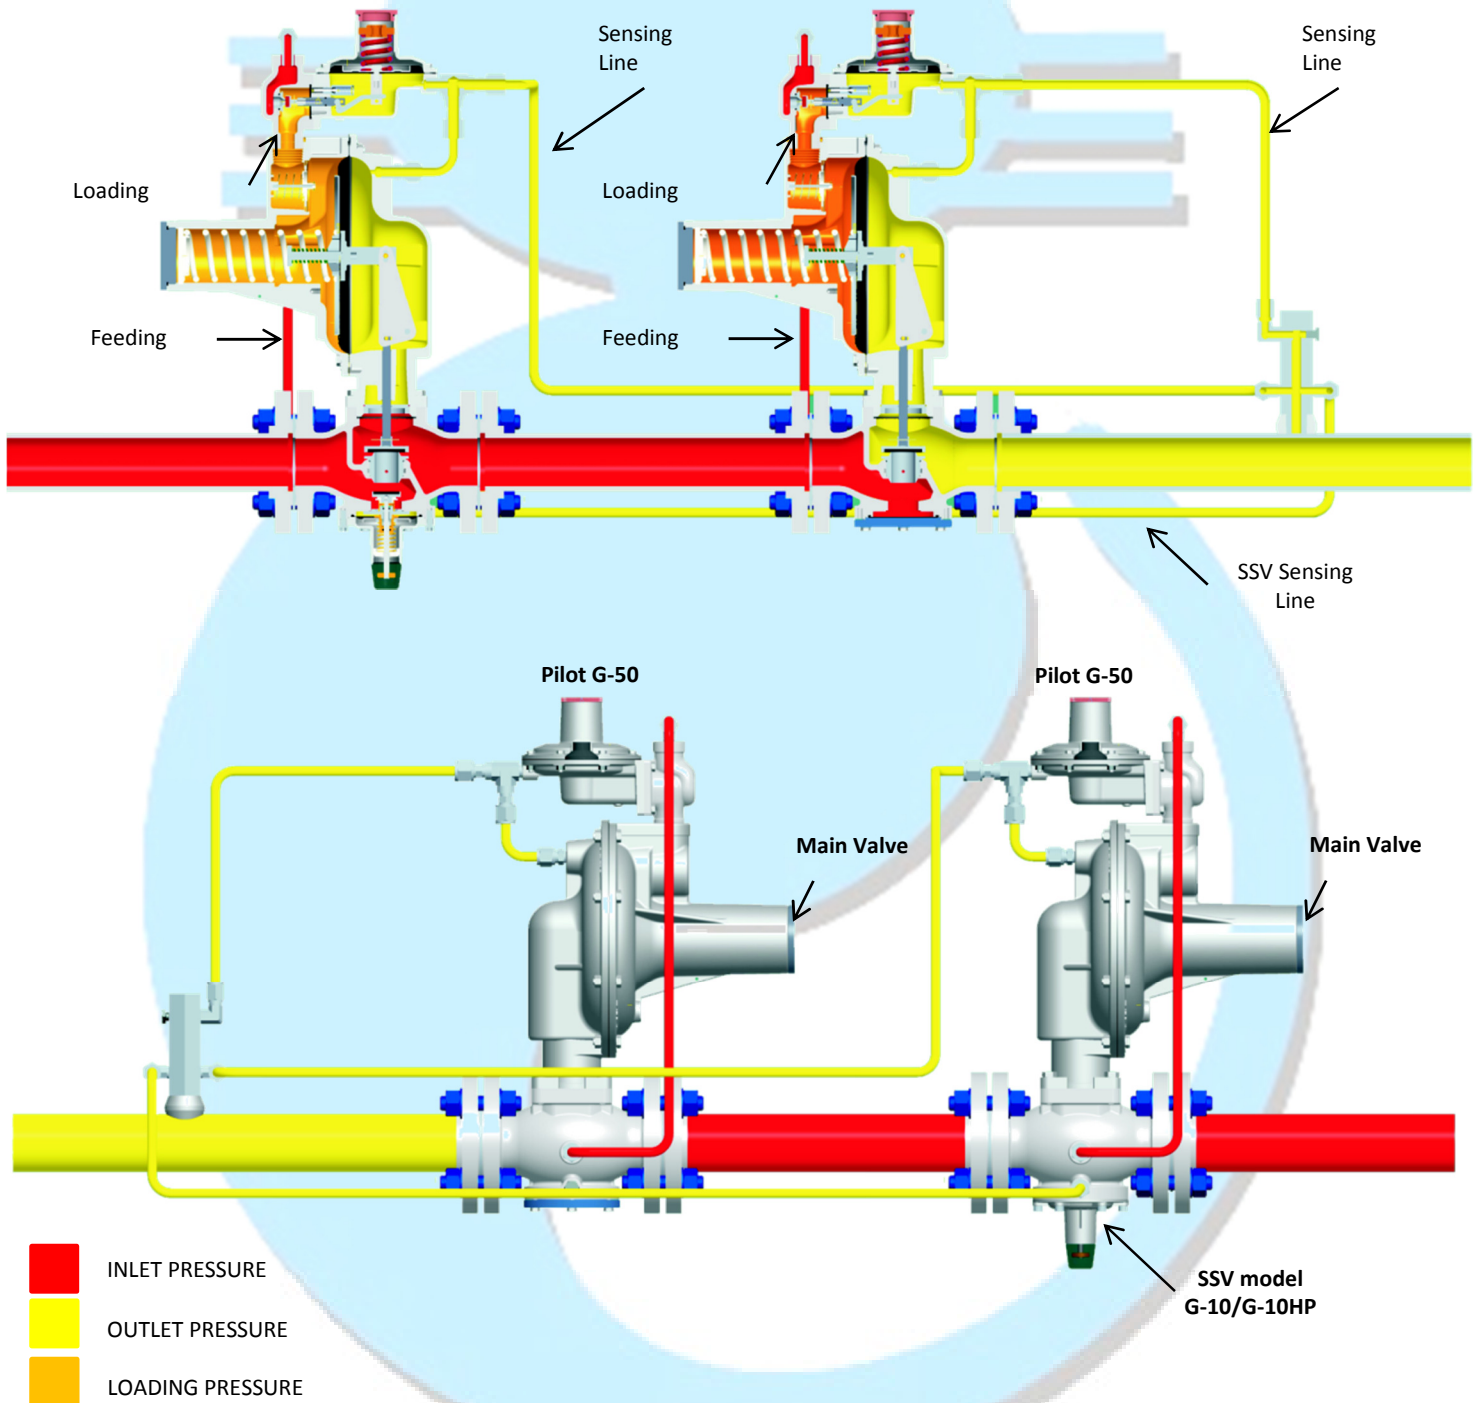 Sensing
Line
Sensing
Line
Loading
Loading
Feeding
Feeding
SSV Sensing
Line
Pilot G-50
Pilot G-50
Main Valve
Main Valve
SSV model
G-10/G-10HP
INLET PRESSURE
OUTLET PRESSURE
LOADING PRESSURE